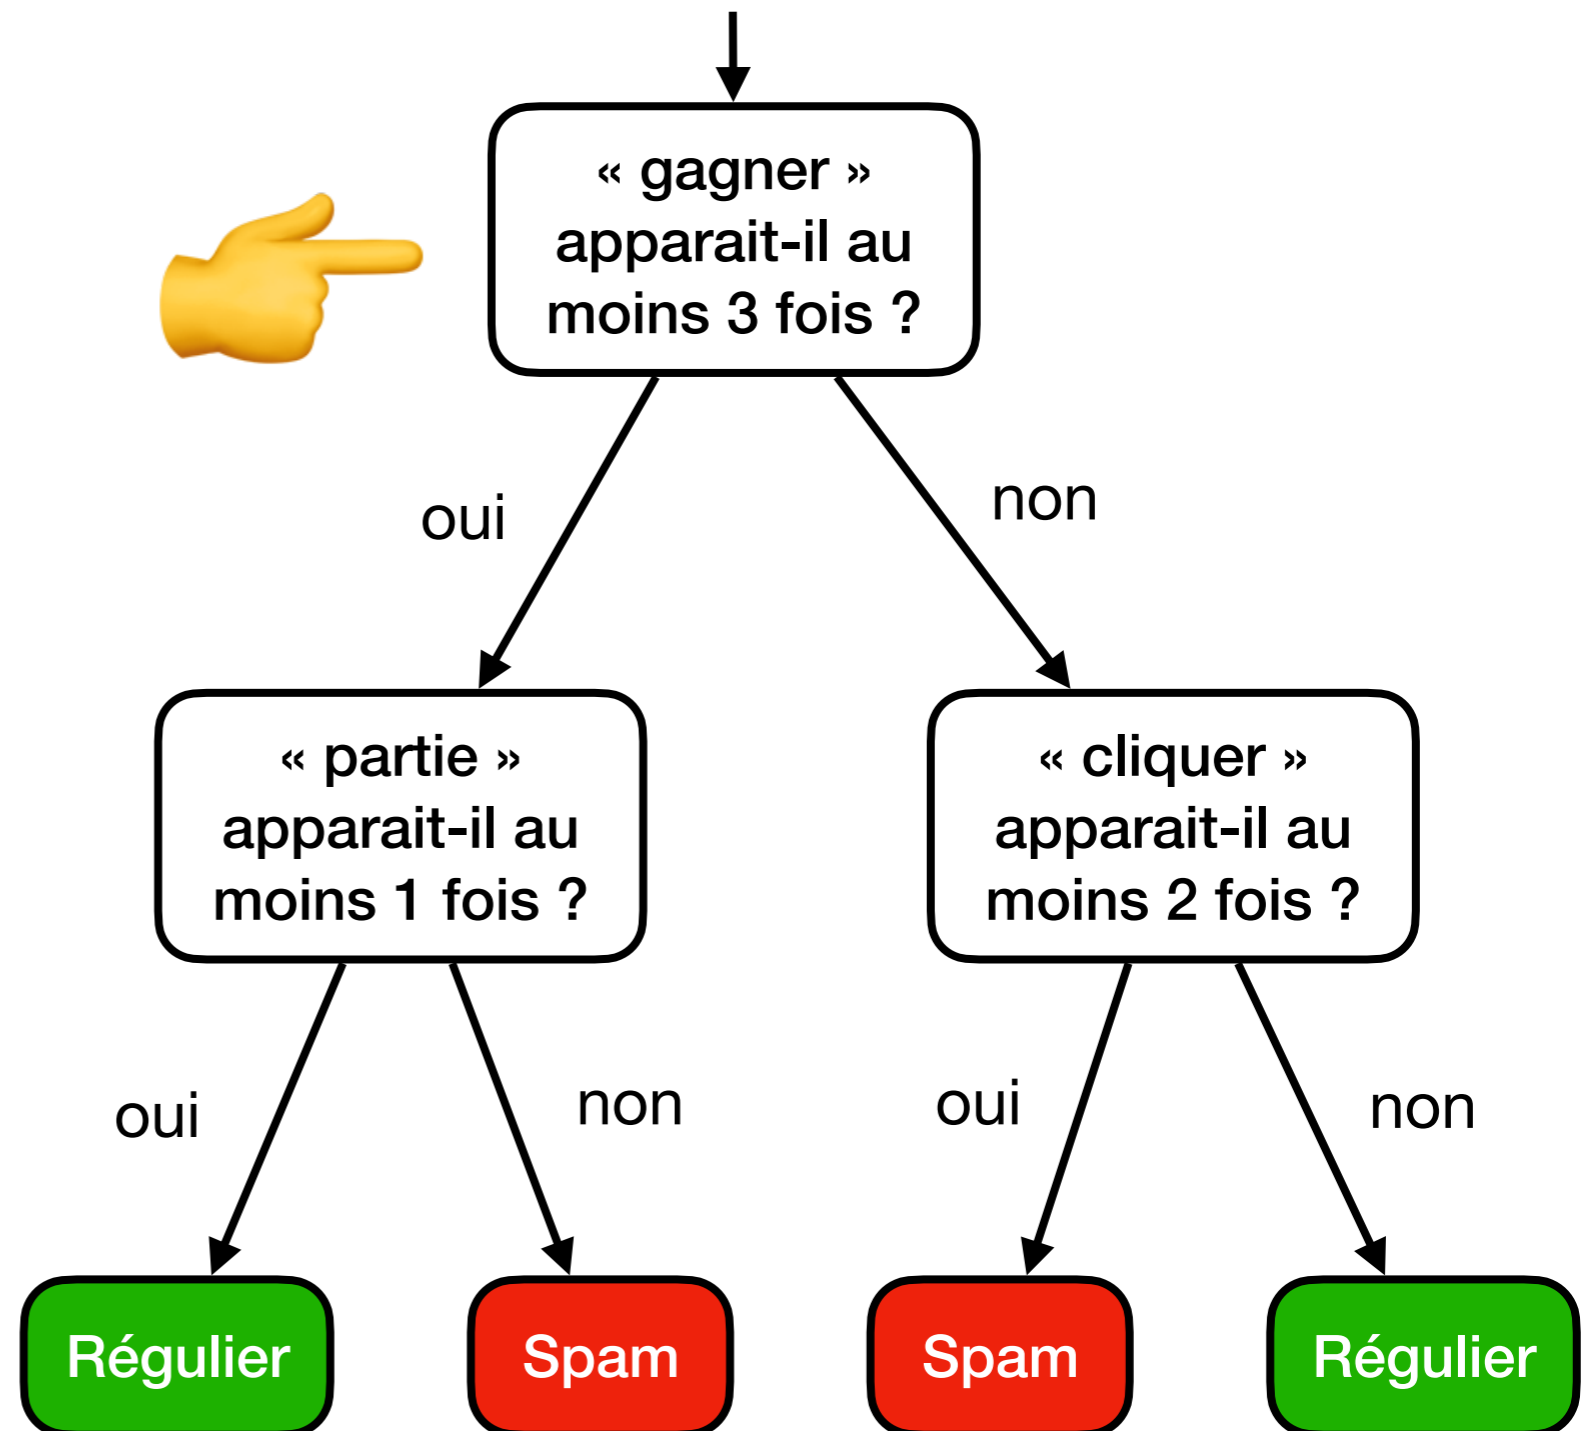 « gagner »
apparait-il au
moins 3 fois ?
oui
non
« partie »
apparait-il au
moins 1 fois ?
« cliquer »
apparait-il au
moins 2 fois ?
oui
non
oui
non
Régulier
Spam
Spam
Régulier